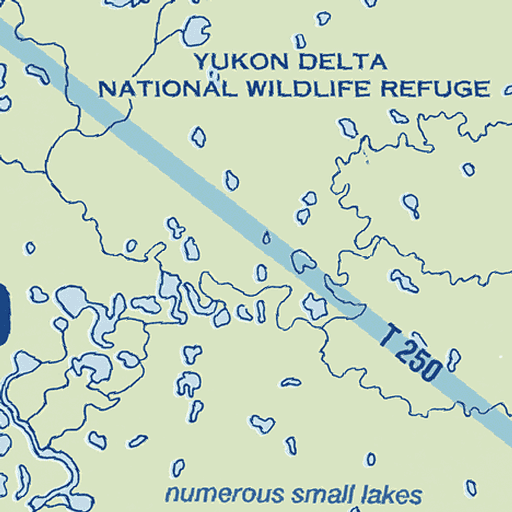 YUKON DELTA
NATIONAL WILDLIFE REFUGE
T 250
numerous small lakes